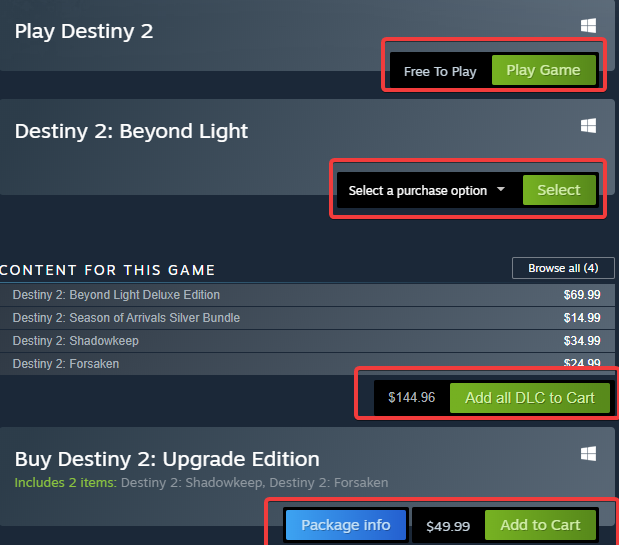 Play Destiny 2
Free To Play Play Game
Destiny 2: Beyond Light
Select a purchase option Select
CONTENT FOR THIS GAME Browse all (4)
Destiny 2: Beyond Light Deluxe Edition $69.99
Destiny 2: Season of Arrivals Silver Bundle $14.99
Destiny 2: Shadowkeep $34.99
Destiny 2: Forsaken $24.99
$144.96 Add all DLC to Cart
Buy Destiny 2: Upgrade Edition
Includes 2 items: Destiny 2: Shadowkeep, Destiny 2: Forsaken
Package info $49.99 Add to Cart